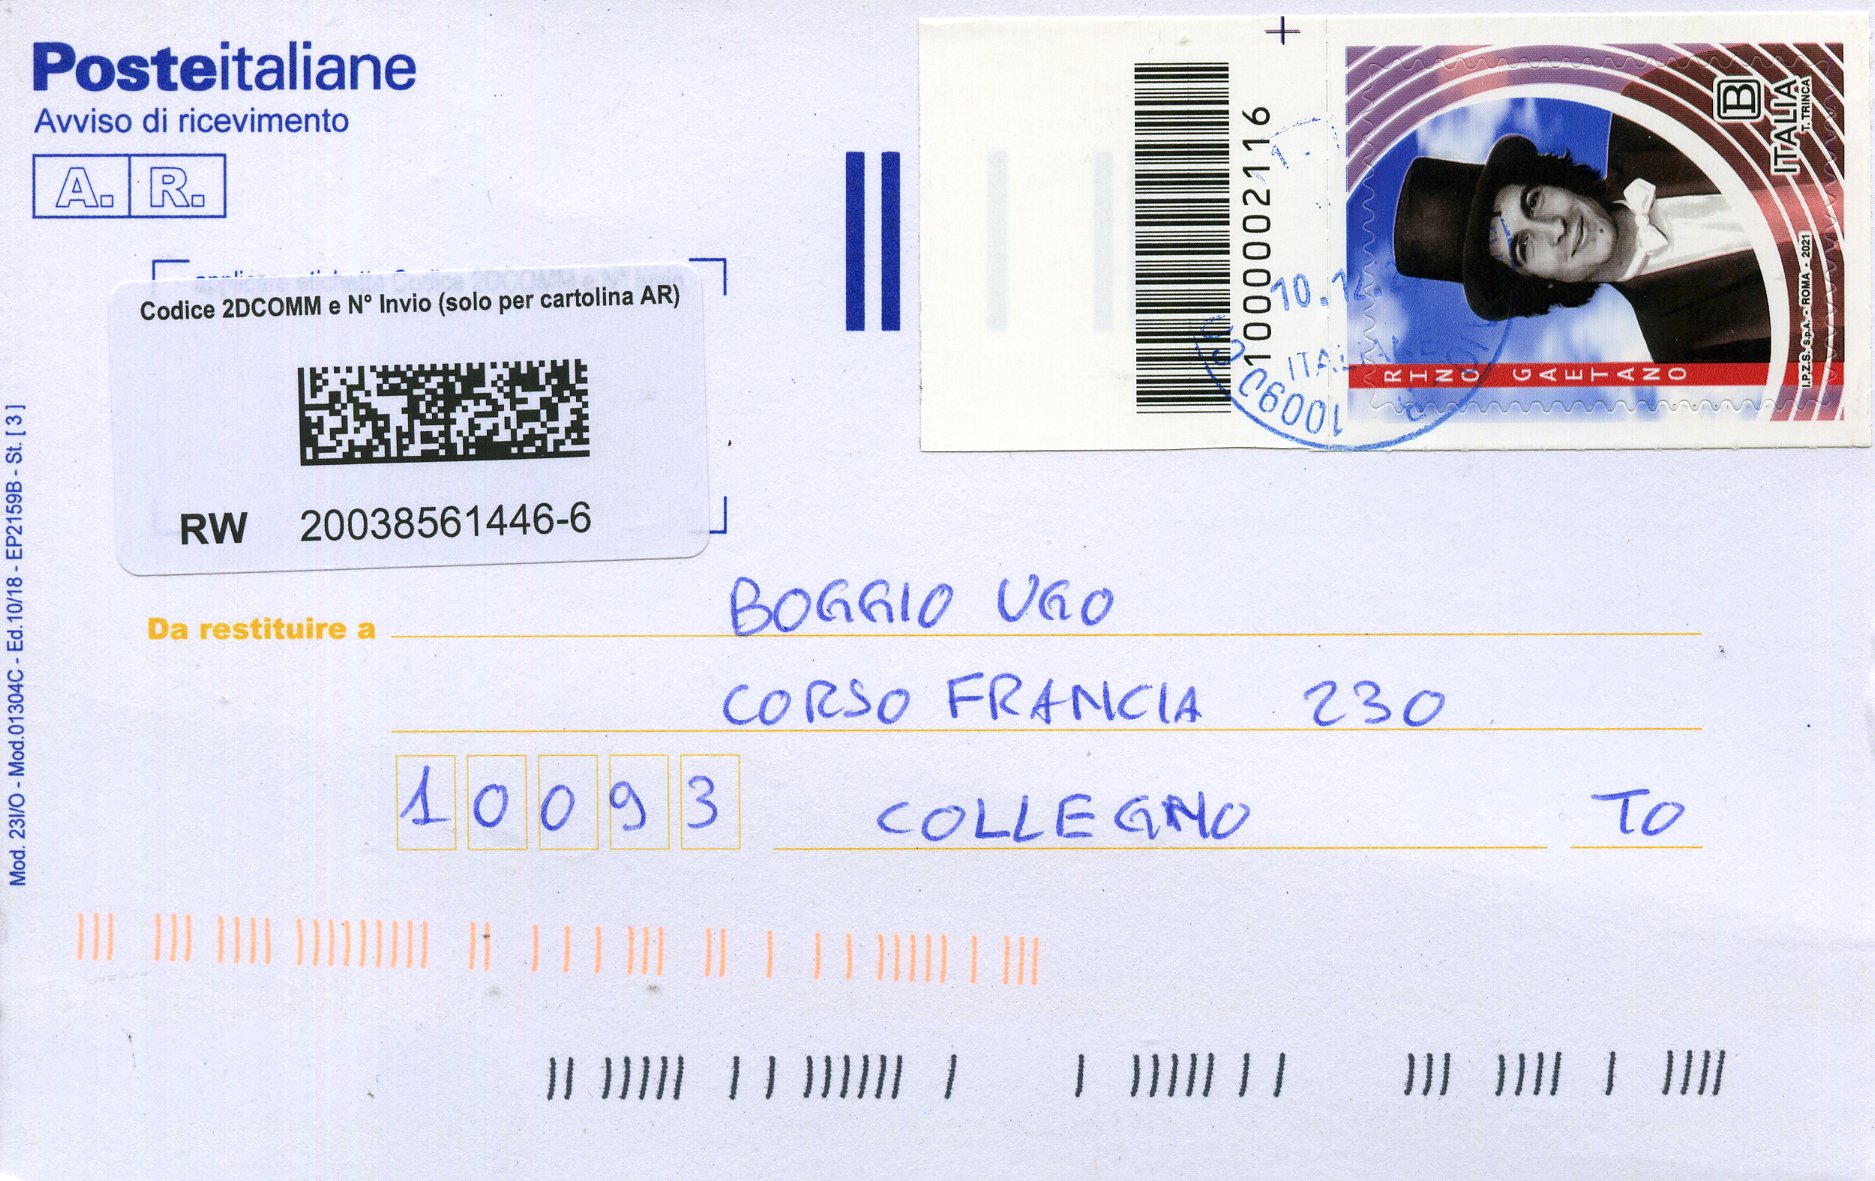 Posteitaliane
Avviso di ricevimento
A. R.
Codice 2DCOMM e N° Invio (solo per cartolina AR)
RW 20038561446-6
1000002116
B
ITALIA
T. TRINCA
RINO GAETANO
I.P.Z.S. S.p.A. - ROMA - 2021
10090
Da restituire a BOGGIO UGO
CORSO FRANCIA 230
10093 COLLEGNO TO
Mod. 23I/O - Mod.01304C - Ed.10/18 - EP2159B - St. [3]